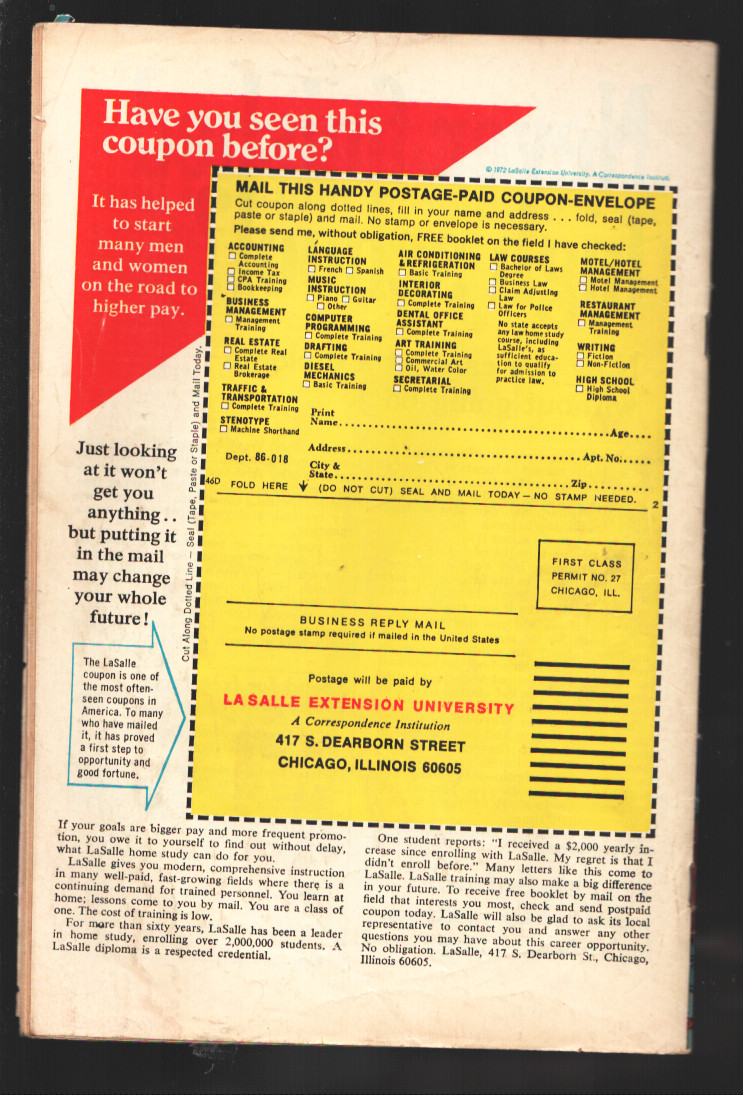 Have you seen this
coupon before?
© 1972 LaSalle Extension University. A Correspondence Institution
It has helped
to start
many men
and women
on the road to
higher pay.
Just looking
at it won't
get you
anything . .
but putting it
in the mail
may change
your whole
future!
The LaSalle
coupon is one of
the most often-
seen coupons in
America. To many
who have mailed
it, it has proved
a first step to
opportunity and
good fortune.
Cut Along Dotted Line — Seal (Tape, Paste or Staple) and Mail Today.
MAIL THIS HANDY POSTAGE-PAID COUPON-ENVELOPE
Cut coupon along dotted lines, fill in your name and address . . . fold, seal (tape,
paste or staple) and mail. No stamp or envelope is necessary.
Please send me, without obligation, FREE booklet on the field I have checked:
ACCOUNTING
☐ Complete
Accounting
☐ Income Tax
☐ CPA Training
☐ Bookkeeping
BUSINESS
MANAGEMENT
☐ Management
Training
REAL ESTATE
☐ Complete Real
Estate
☐ Real Estate
Brokerage
TRAFFIC &
TRANSPORTATION
☐ Complete Training
STENOTYPE
☐ Machine Shorthand
LANGUAGE
INSTRUCTION
☐ French ☐ Spanish
MUSIC
INSTRUCTION
☐ Piano ☐ Guitar
☐ Other
COMPUTER
PROGRAMMING
☐ Complete Training
DRAFTING
☐ Complete Training
DIESEL
MECHANICS
☐ Basic Training
AIR CONDITIONING
& REFRIGERATION
☐ Basic Training
INTERIOR
DECORATING
☐ Complete Training
DENTAL OFFICE
ASSISTANT
☐ Complete Training
ART TRAINING
☐ Complete Training
☐ Commercial Art
☐ Oil, Water Color
SECRETARIAL
☐ Complete Training
LAW COURSES
☐ Bachelor of Laws
Degree
☐ Business Law
☐ Claim Adjusting
Law
☐ Law for Police
Officers
No state accepts
any law home study
course, including
LaSalle's, as
sufficient educa-
tion to qualify
for admission to
practice law.
MOTEL/HOTEL
MANAGEMENT
☐ Motel Management
☐ Hotel Management
RESTAURANT
MANAGEMENT
☐ Management
Training
WRITING
☐ Fiction
☐ Non-Fiction
HIGH SCHOOL
☐ High School
Diploma
Print
Name Age
Address Apt. No.
Dept. 86-018
City &
State Zip
46D FOLD HERE ↓ (DO NOT CUT) SEAL AND MAIL TODAY — NO STAMP NEEDED. 2
FIRST CLASS
PERMIT NO. 27
CHICAGO, ILL.
BUSINESS REPLY MAIL
No postage stamp required if mailed in the United States
Postage will be paid by
LA SALLE EXTENSION UNIVERSITY
A Correspondence Institution
417 S. DEARBORN STREET
CHICAGO, ILLINOIS 60605
If your goals are bigger pay and more frequent promo-
tion, you owe it to yourself to find out without delay,
what LaSalle home study can do for you.
LaSalle gives you modern, comprehensive instruction
in many well-paid, fast-growing fields where there is a
continuing demand for trained personnel. You learn at
home; lessons come to you by mail. You are a class of
one. The cost of training is low.
For more than sixty years, LaSalle has been a leader
in home study, enrolling over 2,000,000 students. A
LaSalle diploma is a respected credential.
One student reports: "I received a $2,000 yearly in-
crease since enrolling with LaSalle. My regret is that I
didn't enroll before." Many letters like this come to
LaSalle. LaSalle training may also make a big difference
in your future. To receive free booklet by mail on the
field that interests you most, check and send postpaid
coupon today. LaSalle will also be glad to ask its local
representative to contact you and answer any other
questions you may have about this career opportunity.
No obligation. LaSalle, 417 S. Dearborn St., Chicago,
Illinois 60605.